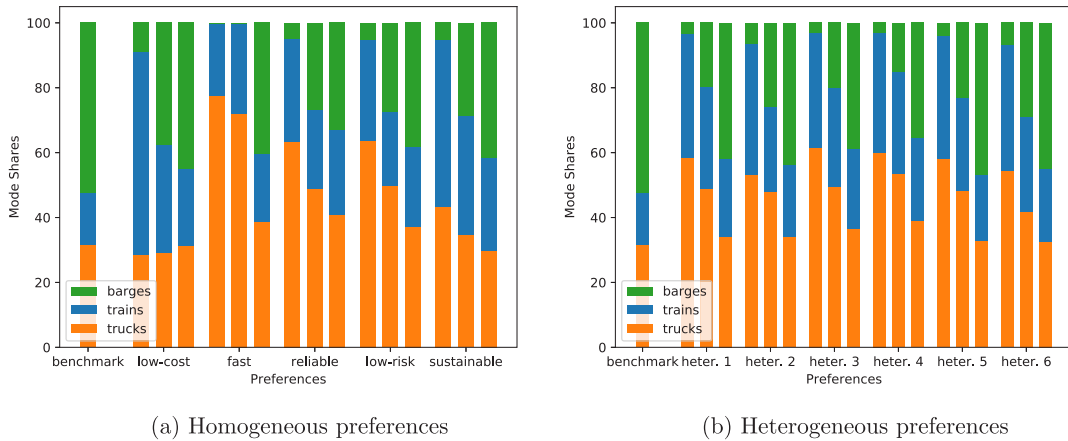 100
80
60
40
20
0
Mode Shares
barges
trains
trucks
benchmark low-cost fast reliable low-risk sustainable
Preferences
(a) Homogeneous preferences
100
80
60
40
20
0
Mode Shares
barges
trains
trucks
benchmark heter. 1 heter. 2 heter. 3 heter. 4 heter. 5 heter. 6
Preferences
(b) Heterogeneous preferences